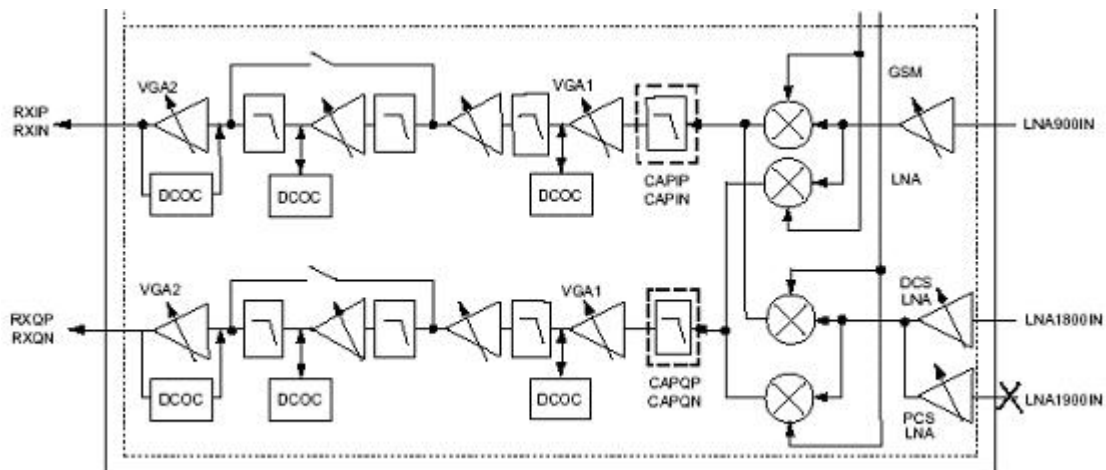 GSM
VGA2
VGA1
RXIP
RXIN
LNA900IN
DCOC
DCOC
DCOC
CAPIP
CAPIN
LNA
VGA2
VGA1
DCS
LNA
RXQP
RXQN
LNA1800IN
DCOC
DCOC
DCOC
CAPQP
CAPQN
PCS
LNA
LNA1900IN